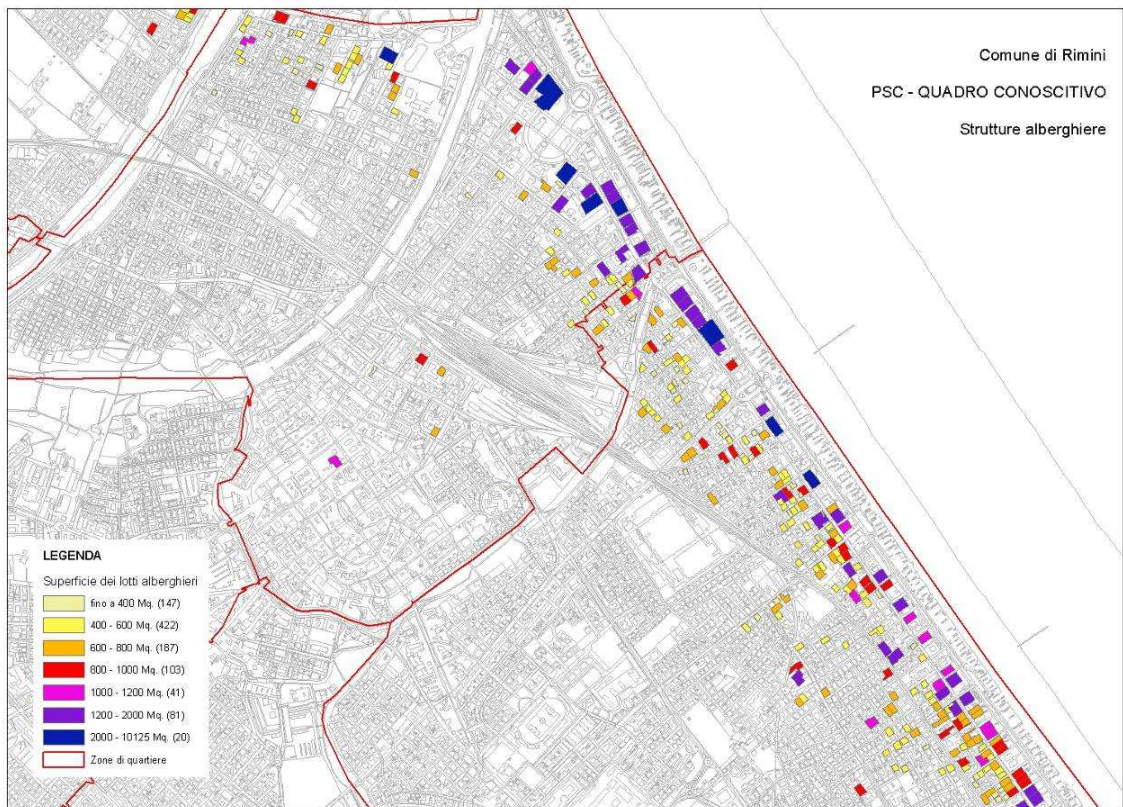 Comune di Rimini
PSC - QUADRO CONOSCITIVO
Strutture alberghiere
LEGENDA
Superficie dei lotti alberghieri
fino a 400 Mq. (147)
400 - 600 Mq. (422)
600 - 800 Mq. (187)
800 - 1000 Mq. (103)
1000 - 1200 Mq. (41)
1200 - 2000 Mq. (81)
2000 - 10125 Mq. (20)
Zone di quartiere